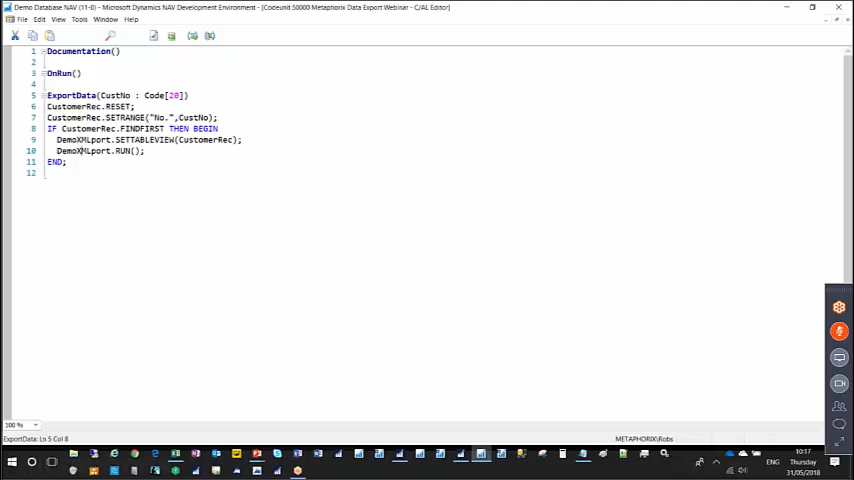 Demo Database NAV (11-0) - Microsoft Dynamics NAV Development Environment - [Codeunit 50000 Metaphorix Data Export Webinar - C/AL Editor]
File Edit View Tools Window Help
1 Documentation()
2
3 OnRun()
4
5 ExportData(CustNo : Code[20])
6 CustomerRec.RESET;
7 CustomerRec.SETRANGE("No.",CustNo);
8 IF CustomerRec.FINDFIRST THEN BEGIN
9 DemoXMLport.SETTABLEVIEW(CustomerRec);
10 DemoXMLport.RUN();
11 END;
12
100 %
ExportData: Ln 5 Col 8 METAPHORIX\Robs
10:17
ENG Thursday
31/05/2018